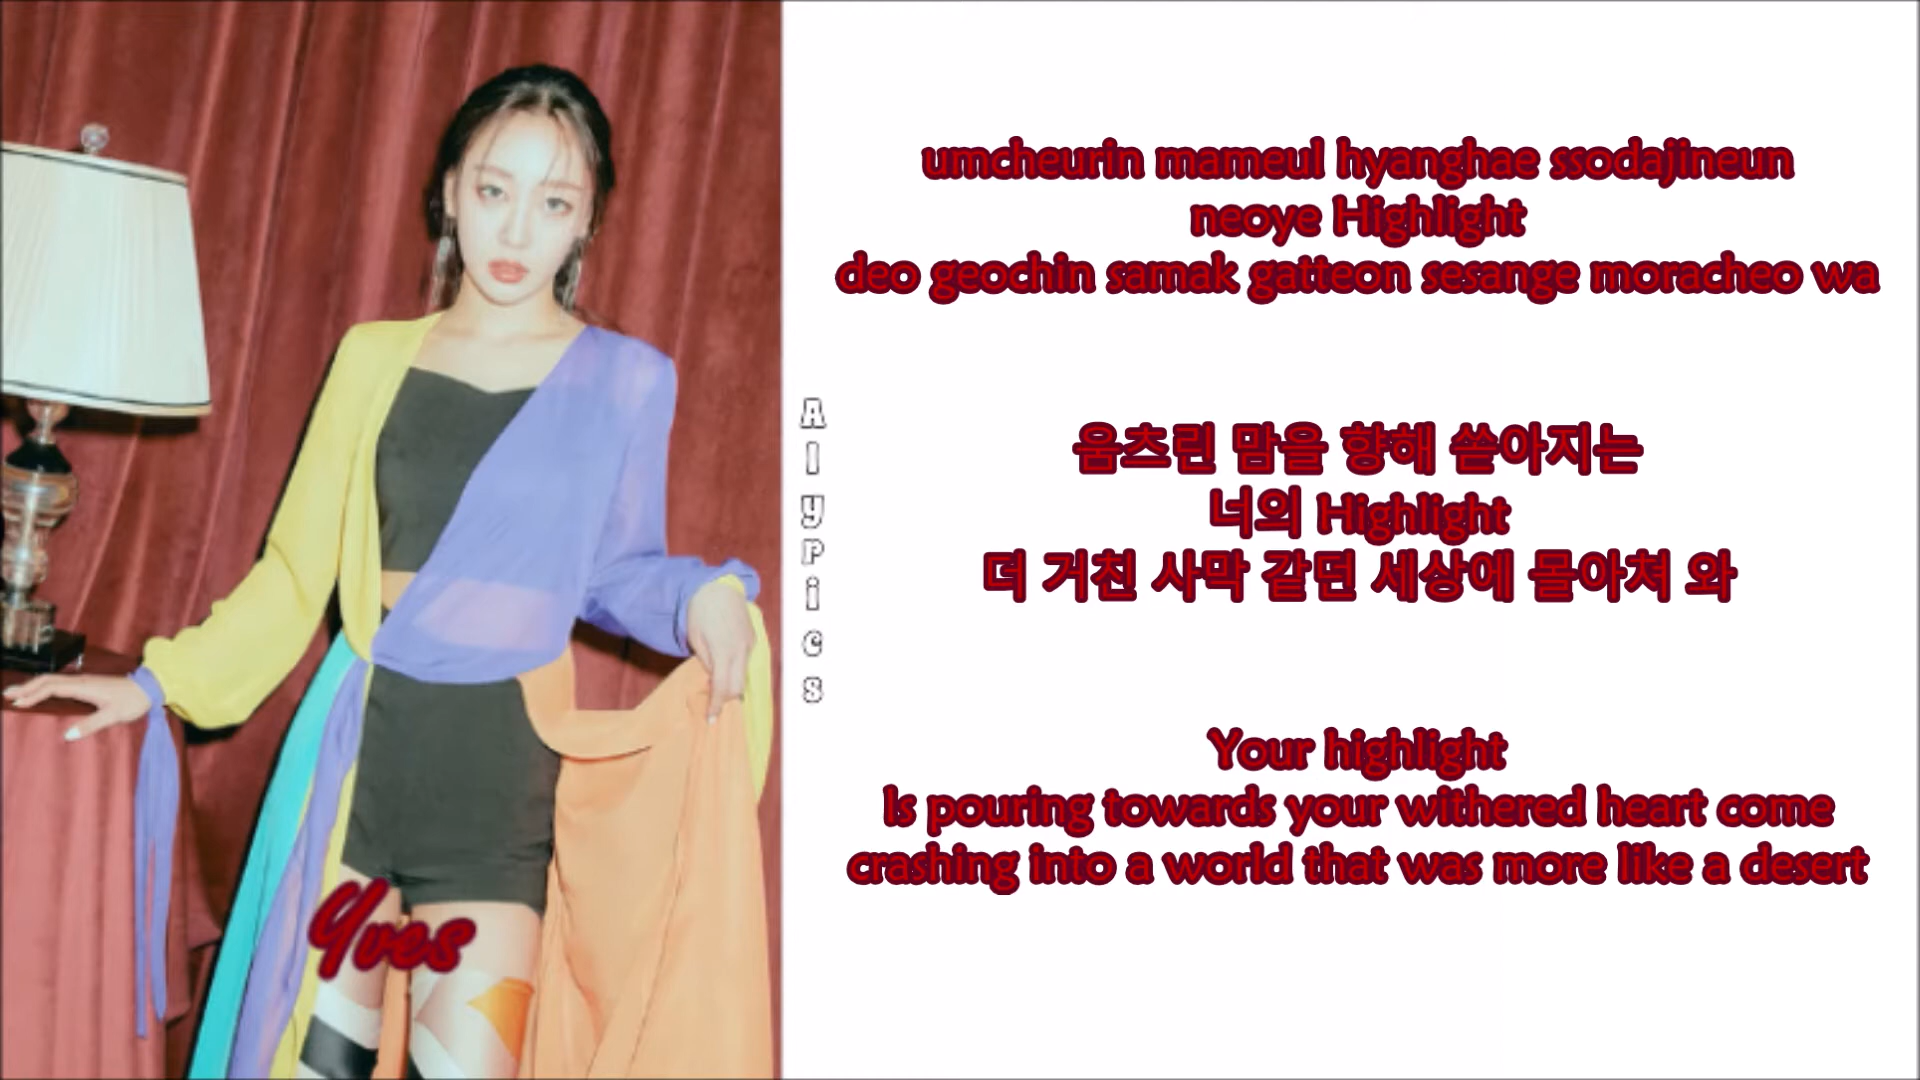 umcheurin mameul hyanghae ssodajineun
neoye Highlight
deo geochin samak gatteon sesange moracheo wa
움츠린 맘을 향해 쏟아지는
너의 Highlight
더 거친 사막 같던 세상에 몰아쳐 와
Your highlight
Is pouring towards your withered heart come
crashing into a world that was more like a desert
Alypics
Yves